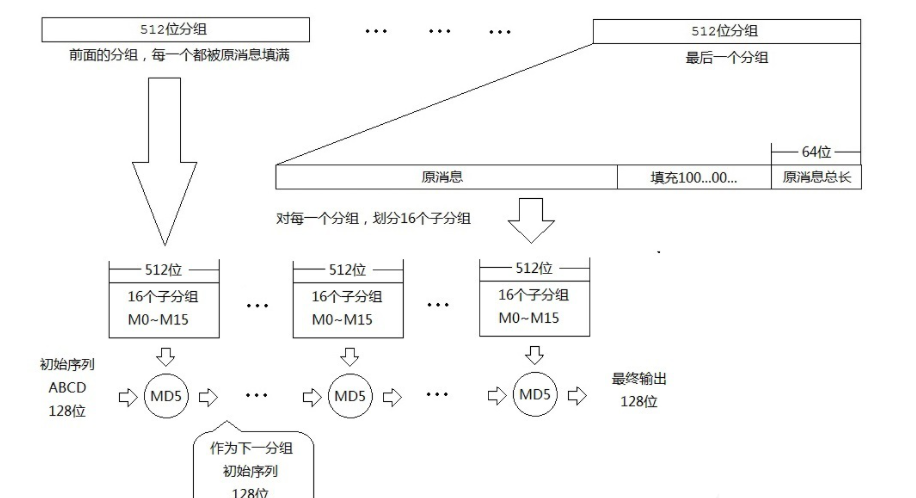 512位分组
512位分组
前面的分组，每一个都被原消息填满
最后一个分组
64位
原消息
填充100...00...
原消息总长
对每一个分组，划分16个子分组
512位
512位
512位
16个子分组
M0~M15
16个子分组
M0~M15
16个子分组
M0~M15
初始序列
ABCD
128位
MD5
MD5
MD5
最终输出
128位
作为下一分组
初始序列
128位